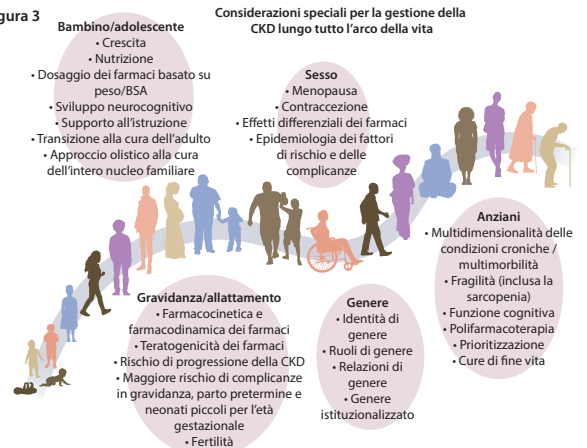 gura 3
Considerazioni speciali per la gestione della
CKD lungo tutto l'arco della vita
Bambino/adolescente
• Crescita
• Nutrizione
• Dosaggio dei farmaci basato su
peso/BSA
• Sviluppo neurocognitivo
• Supporto all'istruzione
• Transizione alla cura dell'adulto
• Approccio olistico alla cura
dell'intero nucleo familiare
Sesso
• Menopausa
• Contraccezione
• Effetti differenziali dei farmaci
• Epidemiologia dei fattori
di rischio e delle
complicanze
Gravidanza/allattamento
• Farmacocinetica e
farmacodinamica dei farmaci
• Teratogenicità dei farmaci
• Rischio di progressione della CKD
• Maggiore rischio di complicanze
in gravidanza, parto pretermine e
neonati piccoli per l'età
gestazionale
• Fertilità
Genere
• Identità di
genere
• Ruoli di genere
• Relazioni di
genere
• Genere
istituzionalizzato
Anziani
• Multidimensionalità delle
condizioni croniche /
multimorbilità
• Fragilità (inclusa la
sarcopenia)
• Funzione cognitiva
• Polifarmacoterapia
• Prioritizzazione
• Cure di fine vita